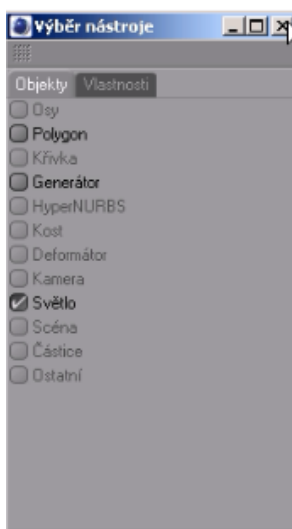 Výběr nástroje
Objekty Vlastnosti
Osy
Polygon
Křivka
Generátor
HyperNURBS
Kost
Deformátor
Kamera
Světlo
Scéna
Částice
Ostatní